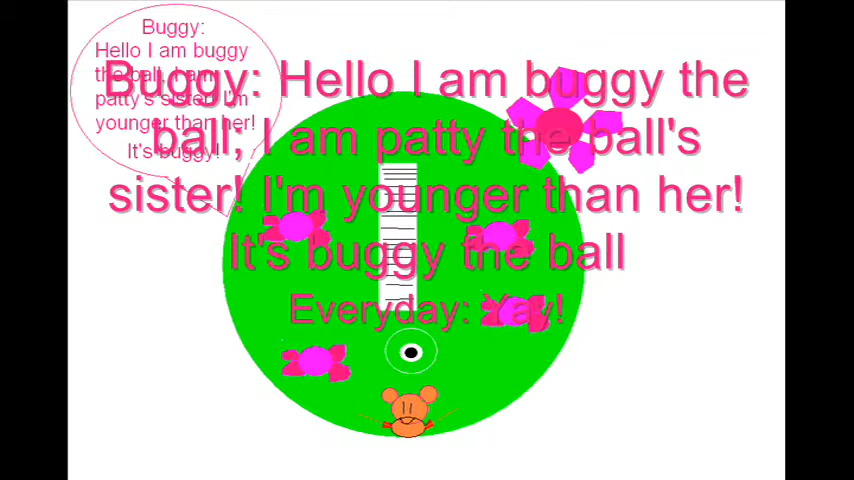 Buggy:
Hello I am buggy
the ball, I am
patty's sister! I'm
younger than her!
It's buggy!
Buggy: Hello I am buggy the
ball; I am patty the ball's
sister! I'm younger than her!
It's buggy the ball
Everyday: Yay!